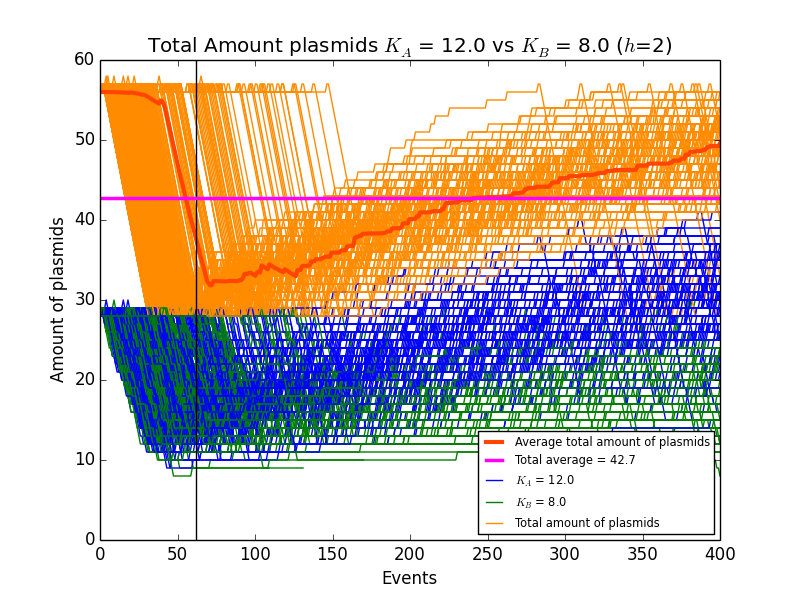 Total Amount plasmids K_A = 12.0 vs K_B = 8.0 (h=2)
60
50
40
30
20
10
0
Amount of plasmids
0 50 100 150 200 250 300 350 400
Events
Average total amount of plasmids
Total average = 42.7
K_A = 12.0
K_B = 8.0
Total amount of plasmids